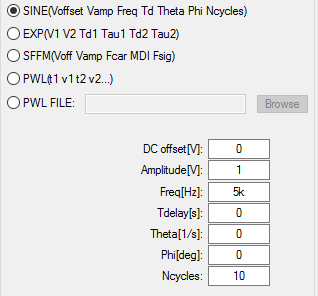 SINE(Voffset Vamp Freq Td Theta Phi Ncycles)
EXP(V1 V2 Td1 Tau1 Td2 Tau2)
SFFM(Voff Vamp Fcar MDI Fsig)
PWL(t1 v1 t2 v2...)
PWL FILE: Browse
DC offset[V]: 0
Amplitude[V]: 1
Freq[Hz]: 5k
Tdelay[s]: 0
Theta[1/s]: 0
Phi[deg]: 0
Ncycles: 10